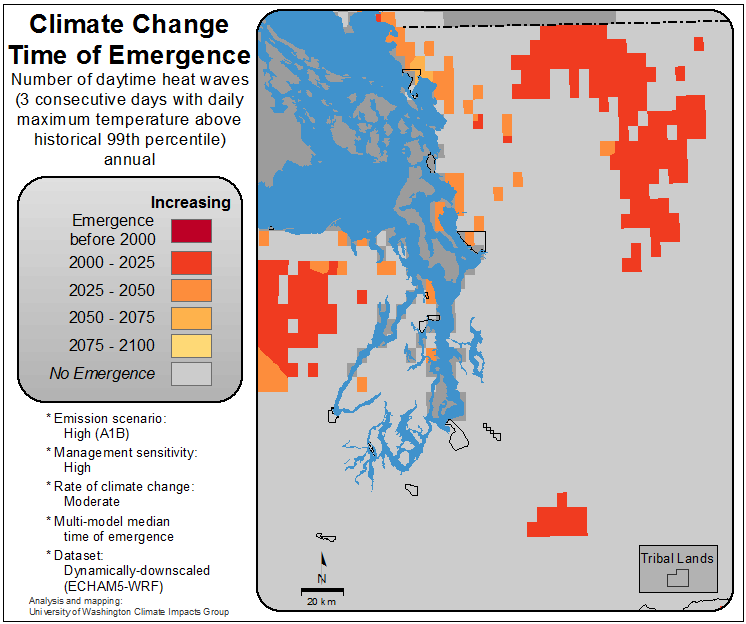 Climate Change
Time of Emergence
Number of daytime heat waves
(3 consecutive days with daily
maximum temperature above
historical 99th percentile)
annual
Increasing
Emergence
before 2000
2000 - 2025
2025 - 2050
2050 - 2075
2075 - 2100
No Emergence
* Emission scenario:
High (A1B)
* Management sensitivity:
High
* Rate of climate change:
Moderate
* Multi-model median
time of emergence
* Dataset:
Dynamically-downscaled
(ECHAM5-WRF)
Analysis and mapping:
University of Washington Climate Impacts Group
N
20 km
Tribal Lands